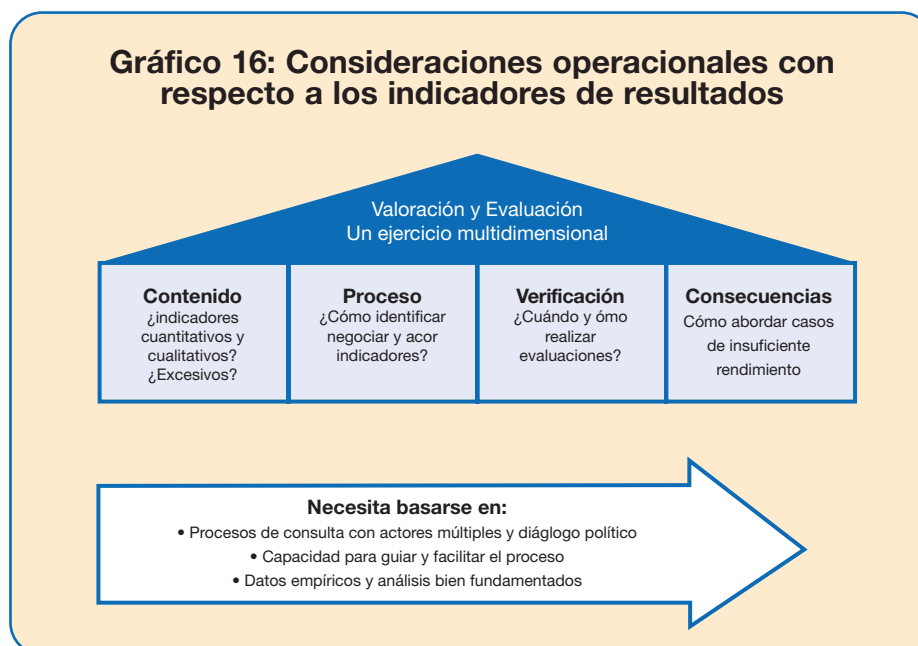 Gráfico 16: Consideraciones operacionales con
respecto a los indicadores de resultados
Valoración y Evaluación
Un ejercicio multidimensional
Contenido
¿indicadores
cuantitativos y
cualitativos?
¿Excesivos?
Proceso
¿Cómo identificar
negociar y acor
indicadores?
Verificación
¿Cuándo y ómo
realizar
evaluaciones?
Consecuencias
Cómo abordar casos
de insuficiente
rendimiento
Necesita basarse en:
• Procesos de consulta con actores múltiples y diáglogo político
• Capacidad para guiar y facilitar el proceso
• Datos empíricos y análisis bien fundamentados